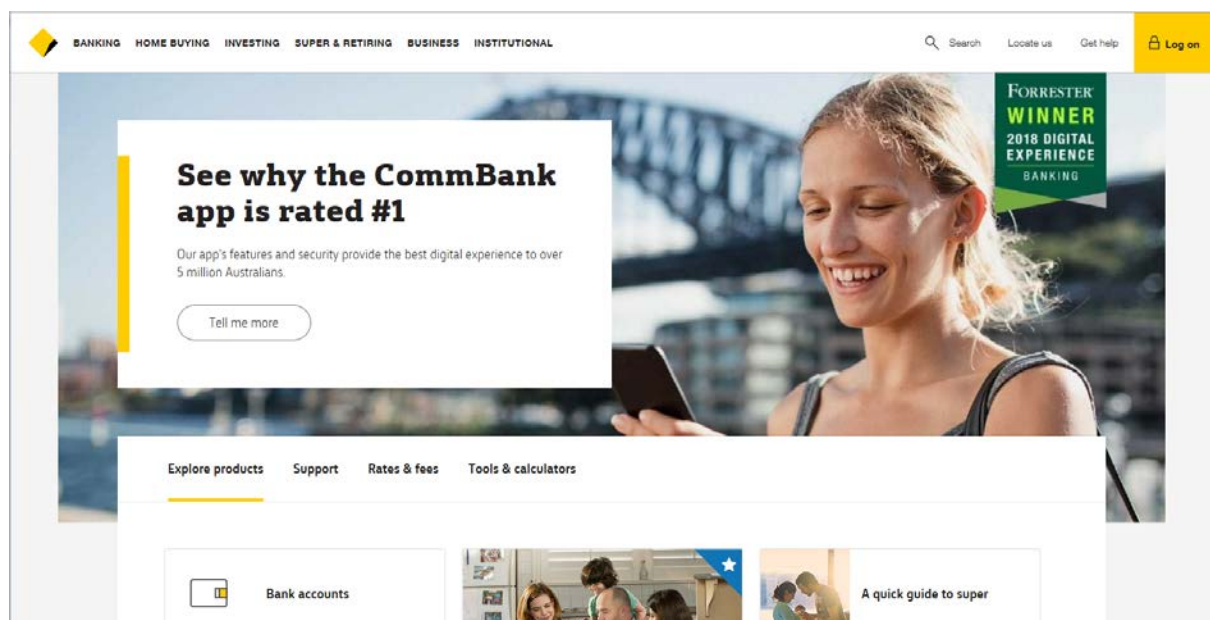 BANKING HOME BUYING INVESTING SUPER & RETIRING BUSINESS INSTITUTIONAL
Search Locate us Get help Log on
FORRESTER
WINNER
2018 DIGITAL
EXPERIENCE
BANKING
See why the CommBank
app is rated #1
Our app's features and security provide the best digital experience to over
5 million Australians.
Tell me more
Explore products Support Rates & fees Tools & calculators
Bank accounts
A quick guide to super